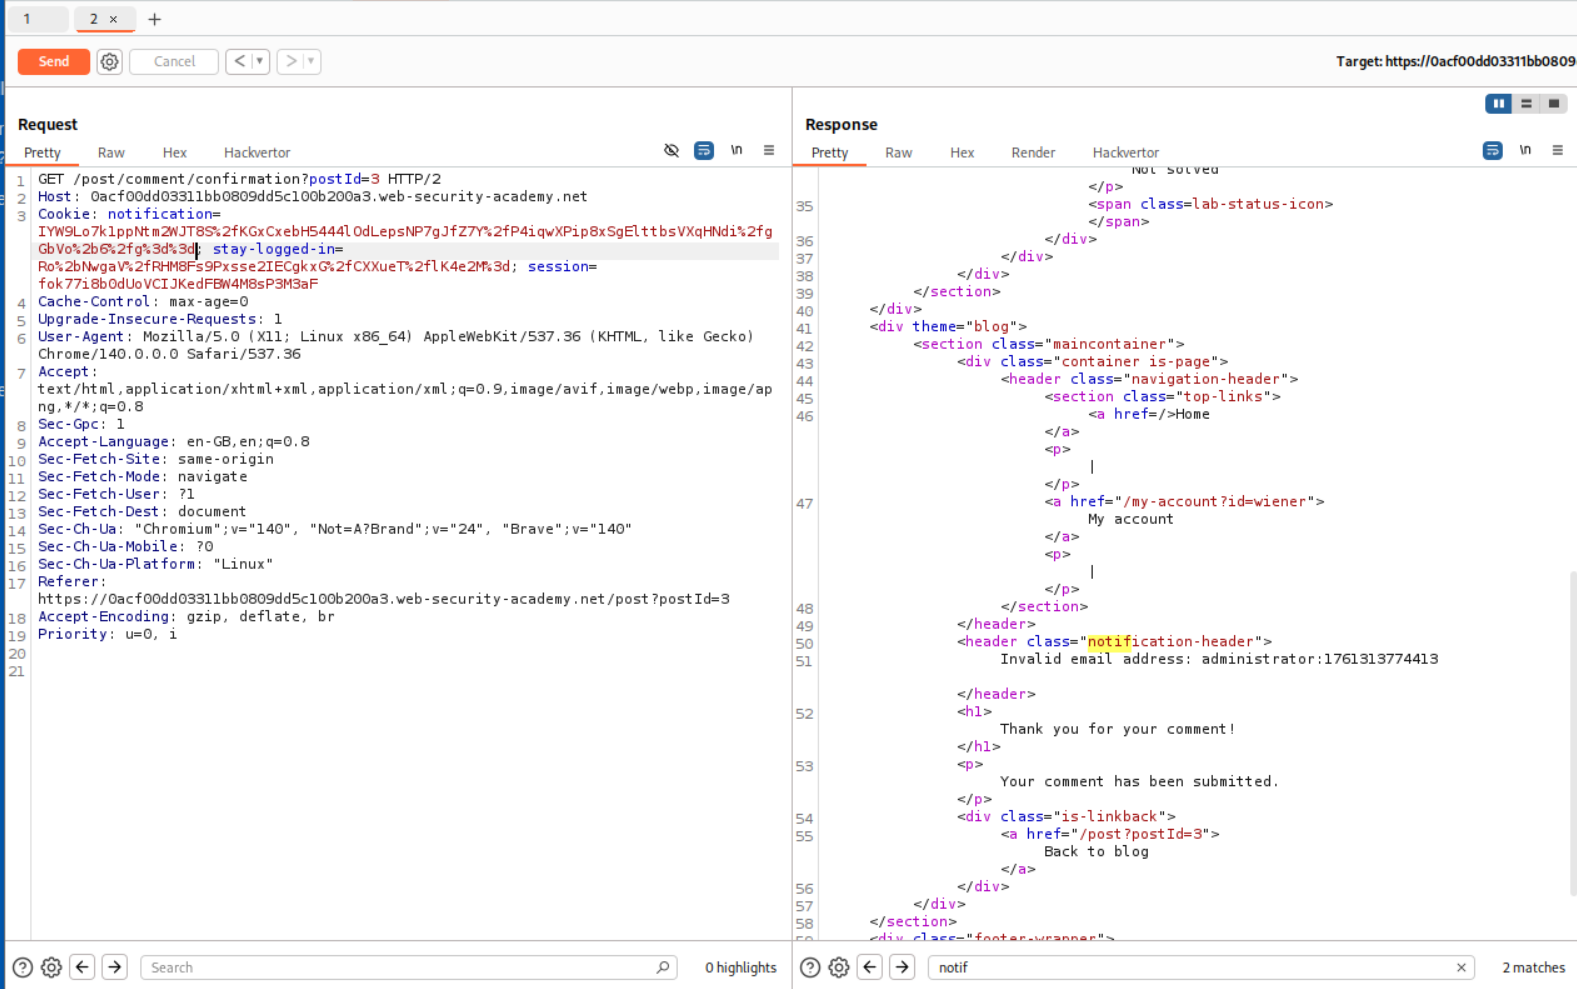 1
2 ×
+
Send
Cancel
<
>
Target: https://0acf00dd03311bb0809
Request
Pretty
Raw
Hex
Hackvertor
\n
1 GET /post/comment/confirmation?postId=3 HTTP/2
2 Host: 0acf00dd03311bb0809dd5c100b200a3.web-security-academy.net
3 Cookie: notification=
IYW9Lo7k1ppNtm2WJT8S%2fKGxCxebH5444lOdLepsNP7gJfZ7Y%2fP4iqwXPip8xSgElttbsVXqHNdi%2fg
GbVo%2b6%2fg%3d%3d; stay-logged-in=
Ro%2bNwgaV%2fRHM8Fs9Pxsse2IECgkxG%2fCXXueT%2flK4e2M%3d; session=
fok77i8b0dUoVCIJKedFBW4M8sP3M3aF
4 Cache-Control: max-age=0
5 Upgrade-Insecure-Requests: 1
6 User-Agent: Mozilla/5.0 (X11; Linux x86_64) AppleWebKit/537.36 (KHTML, like Gecko)
Chrome/140.0.0.0 Safari/537.36
7 Accept:
text/html,application/xhtml+xml,application/xml;q=0.9,image/avif,image/webp,image/ap
ng,*/*;q=0.8
8 Sec-Gpc: 1
9 Accept-Language: en-GB,en;q=0.8
10 Sec-Fetch-Site: same-origin
11 Sec-Fetch-Mode: navigate
12 Sec-Fetch-User: ?1
13 Sec-Fetch-Dest: document
14 Sec-Ch-Ua: "Chromium";v="140", "Not=A?Brand";v="24", "Brave";v="140"
15 Sec-Ch-Ua-Mobile: ?0
16 Sec-Ch-Ua-Platform: "Linux"
17 Referer:
https://0acf00dd03311bb0809dd5c100b200a3.web-security-academy.net/post?postId=3
18 Accept-Encoding: gzip, deflate, br
19 Priority: u=0, i
20
21
Search
0 highlights
Response
Pretty
Raw
Hex
Render
Hackvertor
\n
Not solved
</p>
35 <span class=lab-status-icon>
</span>
36 </div>
37 </div>
38 </div>
39 </section>
40 </div>
41 <div theme="blog">
42 <section class="maincontainer">
43 <div class="container is-page">
44 <header class="navigation-header">
45 <section class="top-links">
46 <a href=/>Home
</a>
<p>
|
</p>
47 <a href="/my-account?id=wiener">
My account
</a>
<p>
|
</p>
48 </section>
49 </header>
50 <header class="notification-header">
51 Invalid email address: administrator:1761313774413
</header>
52 <h1>
Thank you for your comment!
</h1>
53 <p>
Your comment has been submitted.
</p>
54 <div class="is-linkback">
55 <a href="/post?postId=3">
Back to blog
</a>
56 </div>
57 </div>
58 </section>
59 <div class="footer-wrapper">
notif
2 matches